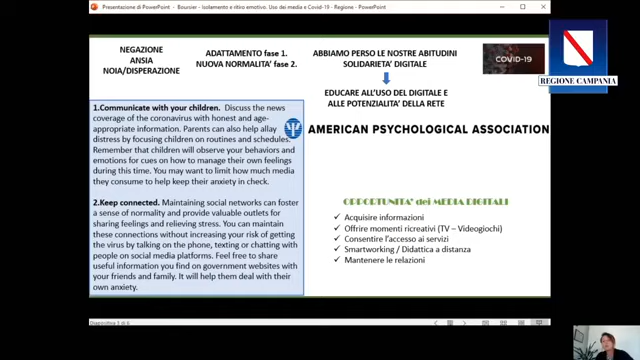 Presentazione di PowerPoint - Boursier - Isolamento e ritiro emotivo. Uso dei media e Covid-19 - Regione - PowerPoint
NEGAZIONE
ANSIA
NOIA/DISPERAZIONE
ADATTAMENTO fase 1.
NUOVA NORMALITA' fase 2.
ABBIAMO PERSO LE NOSTRE ABITUDINI
SOLIDARIETA' DIGITALE
EDUCARE ALL'USO DEL DIGITALE E
ALLE POTENZIALITA' DELLA RETE
COVID-19
REGIONE CAMPANIA
1.Communicate with your children. Discuss the news
coverage of the coronavirus with honest and age-
appropriate information. Parents can also help allay
distress by focusing children on routines and schedules.
Remember that children will observe your behaviors and
emotions for cues on how to manage their own feelings
during this time. You may want to limit how much media
they consume to help keep their anxiety in check.
2.Keep connected. Maintaining social networks can foster
a sense of normality and provide valuable outlets for
sharing feelings and relieving stress. You can maintain
these connections without increasing your risk of getting
the virus by talking on the phone, texting or chatting with
people on social media platforms. Feel free to share
useful information you find on government websites with
your friends and family. It will help them deal with their
own anxiety.
AMERICAN PSYCHOLOGICAL ASSOCIATION
OPPORTUNITA' dei MEDIA DIGITALI
✓ Acquisire informazioni
✓ Offrire momenti ricreativi (TV – Videogiochi)
✓ Consentire l'accesso ai servizi
✓ Smartworking / Didattica a distanza
✓ Mantenere le relazioni
Diapositiva 3 di 6